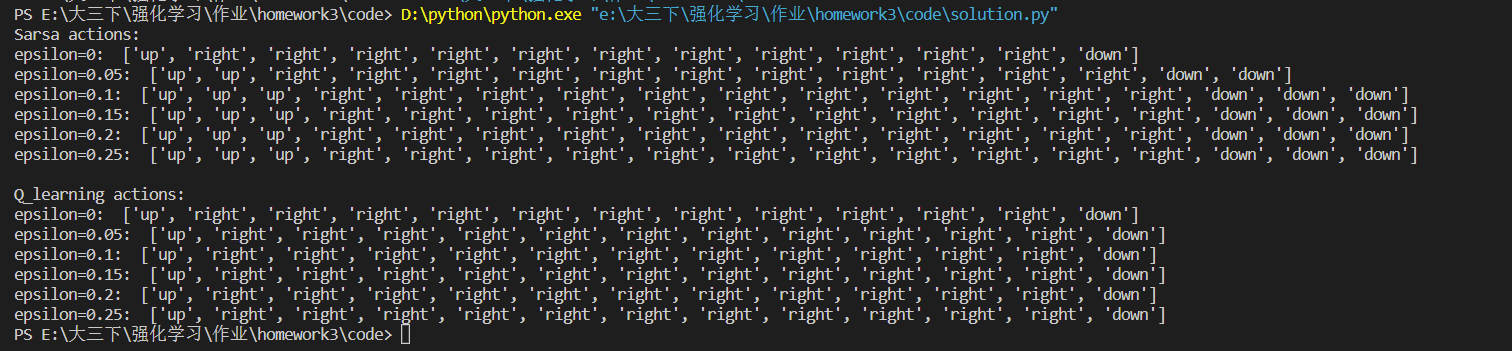 PS E:\大三下\强化学习\作业\homework3\code> D:\python\python.exe "e:\大三下\强化学习\作业\homework3\code\solution.py"
Sarsa actions:
epsilon=0:  ['up', 'right', 'right', 'right', 'right', 'right', 'right', 'right', 'right', 'right', 'right', 'right', 'down']
epsilon=0.05:  ['up', 'up', 'right', 'right', 'right', 'right', 'right', 'right', 'right', 'right', 'right', 'right', 'right', 'down', 'down']
epsilon=0.1:  ['up', 'up', 'up', 'right', 'right', 'right', 'right', 'right', 'right', 'right', 'right', 'right', 'right', 'right', 'down', 'down', 'down']
epsilon=0.15:  ['up', 'up', 'up', 'right', 'right', 'right', 'right', 'right', 'right', 'right', 'right', 'right', 'right', 'right', 'down', 'down', 'down']
epsilon=0.2:  ['up', 'up', 'up', 'right', 'right', 'right', 'right', 'right', 'right', 'right', 'right', 'right', 'right', 'right', 'down', 'down', 'down']
epsilon=0.25:  ['up', 'up', 'up', 'right', 'right', 'right', 'right', 'right', 'right', 'right', 'right', 'right', 'right', 'right', 'down', 'down', 'down']
Q_learning actions:
epsilon=0:  ['up', 'right', 'right', 'right', 'right', 'right', 'right', 'right', 'right', 'right', 'right', 'right', 'down']
epsilon=0.05:  ['up', 'right', 'right', 'right', 'right', 'right', 'right', 'right', 'right', 'right', 'right', 'right', 'down']
epsilon=0.1:  ['up', 'right', 'right', 'right', 'right', 'right', 'right', 'right', 'right', 'right', 'right', 'right', 'down']
epsilon=0.15:  ['up', 'right', 'right', 'right', 'right', 'right', 'right', 'right', 'right', 'right', 'right', 'right', 'down']
epsilon=0.2:  ['up', 'right', 'right', 'right', 'right', 'right', 'right', 'right', 'right', 'right', 'right', 'right', 'down']
epsilon=0.25:  ['up', 'right', 'right', 'right', 'right', 'right', 'right', 'right', 'right', 'right', 'right', 'right', 'down']
PS E:\大三下\强化学习\作业\homework3\code>